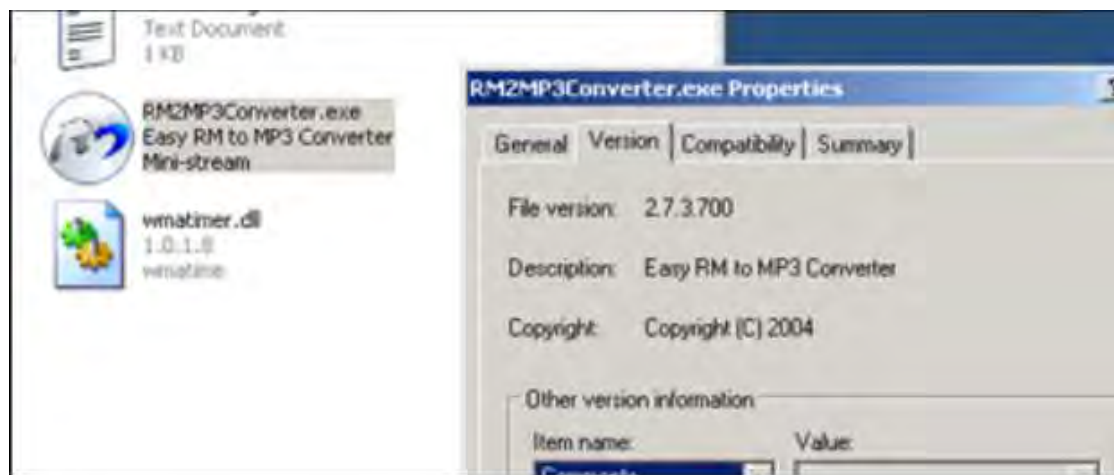 Text Document
1 KB
RM2MP3Converter.exe
Easy RM to MP3 Converter
Mini-stream
wmatimer.dll
1.0.1.8
wmatime
RM2MP3Converter.exe Properties
General Version Compatibility Summary
File version: 2.7.3.700
Description: Easy RM to MP3 Converter
Copyright: Copyright (C) 2004
Other version information
Item name: Value:
Comments